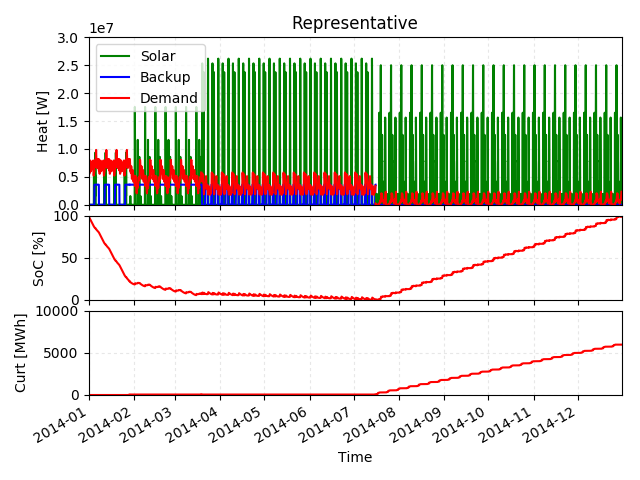 Representative
1e7
3.0
2.5
2.0
1.5
1.0
0.5
0.0
Heat [W]
Solar
Backup
Demand
100
50
0
SoC [%]
10000
5000
0
Curt [MWh]
2014-01
2014-02
2014-03
2014-04
2014-05
2014-06
2014-07
2014-08
2014-09
2014-10
2014-11
2014-12
Time